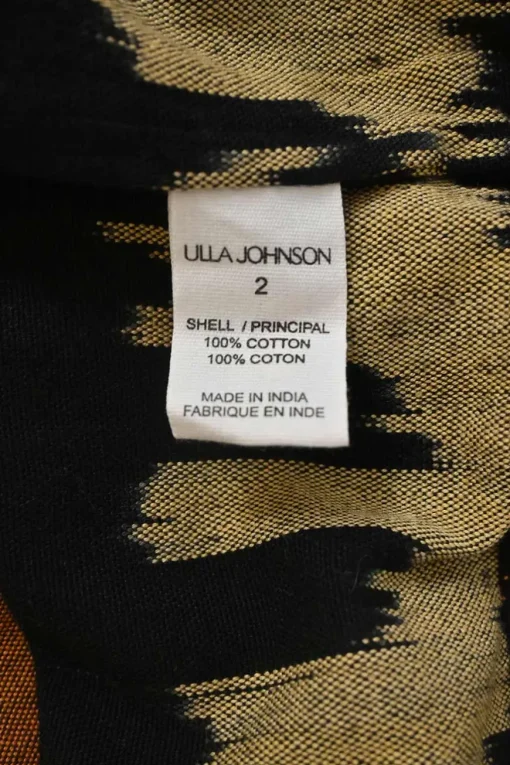 ULLA JOHNSON
2
SHELL / PRINCIPAL
100% COTTON
100% COTON
MADE IN INDIA
FABRIQUE EN INDE